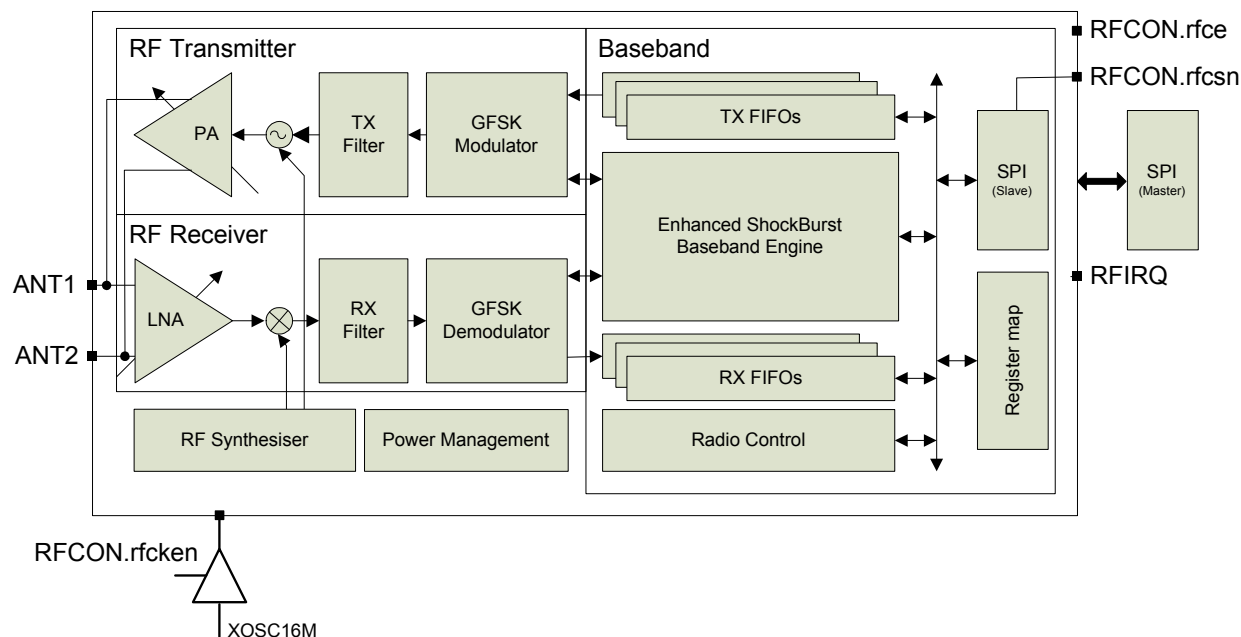 RF Transmitter
Baseband
RFCON.rfce
RFCON.rfcsn
PA
TX
Filter
GFSK
Modulator
TX FIFOs
SPI
(Slave)
SPI
(Master)
Enhanced ShockBurst
Baseband Engine
RF Receiver
ANT1
ANT2
LNA
RX
Filter
GFSK
Demodulator
RX FIFOs
Register map
RFIRQ
RF Synthesiser
Power Management
Radio Control
RFCON.rfcken
XOSC16M